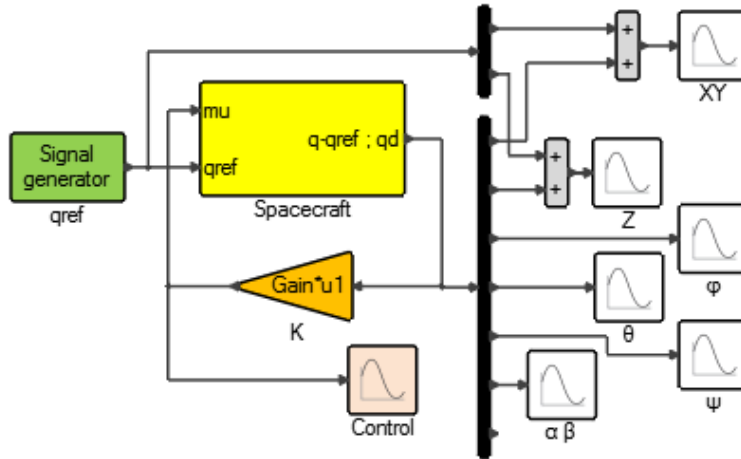 +
+
XY
mu
q-qref ; qd
Signal
generator
qref
qref
Spacecraft
+
+
Z
φ
Gain*u1
K
θ
Control
α β
Ψ